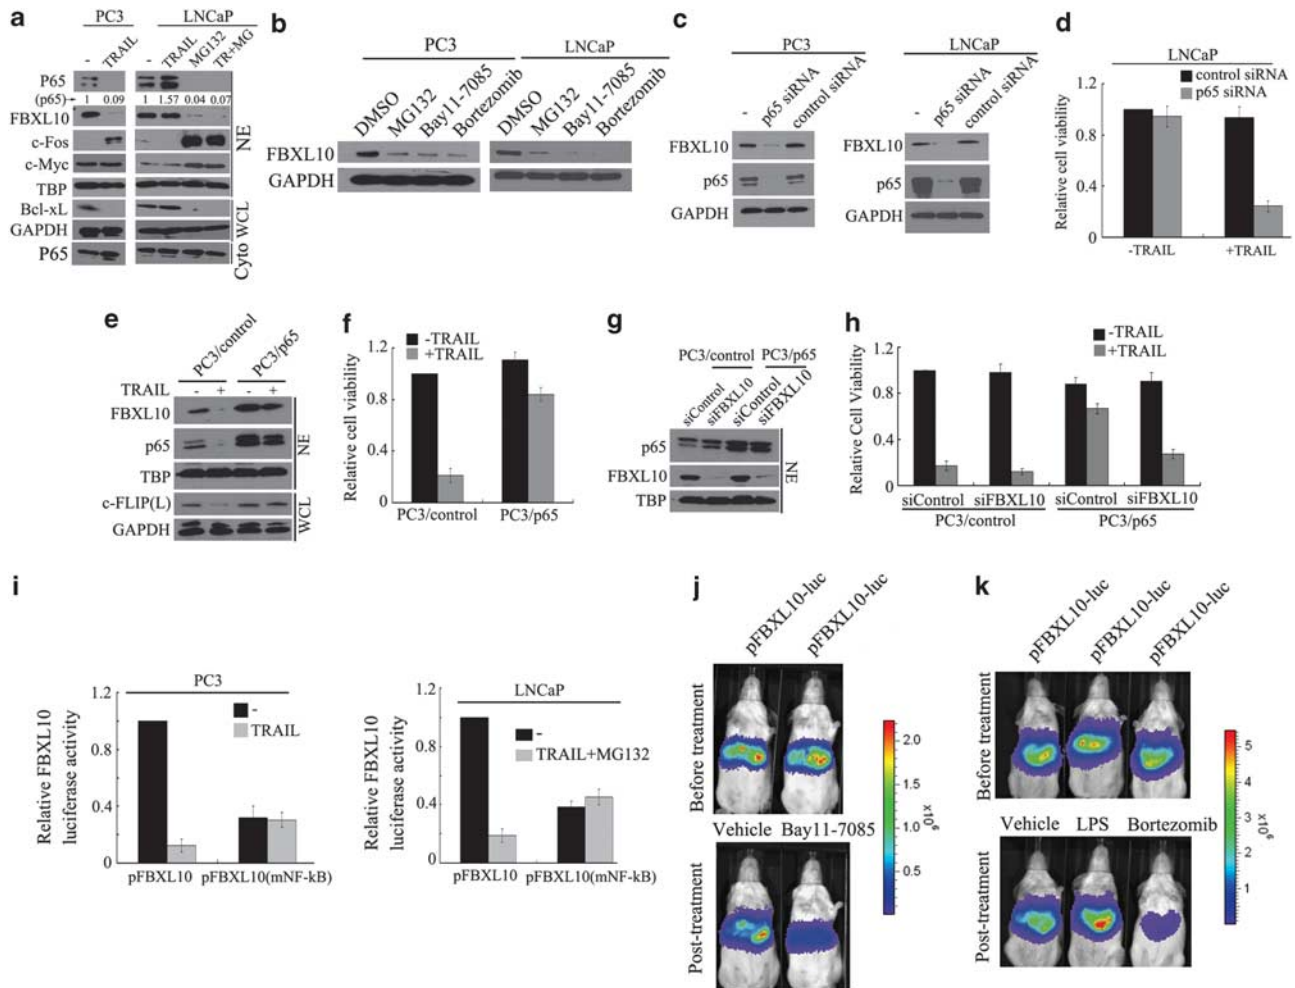 a
PC3
LNCaP
-
TRAIL
-
TRAIL
MG132
TR+MG
P65
(p65)
1 0.09 1 1.57 0.04 0.07
FBXL10
c-Fos
c-Myc
TBP
NE
Bcl-xL
GAPDH
WCL
P65
Cyto
b
PC3
LNCaP
DMSO
MG132
Bay11-7085
Bortezomib
DMSO
MG132
Bay11-7085
Bortezomib
FBXL10
GAPDH
c
PC3
-
p65 siRNA
control siRNA
FBXL10
p65
GAPDH
LNCaP
-
p65 siRNA
control siRNA
FBXL10
p65
GAPDH
d
LNCaP
control siRNA
p65 siRNA
Relative cell viability
1.2
0.8
0.4
0
-TRAIL
+TRAIL
e
PC3/control
PC3/p65
TRAIL - + - +
FBXL10
p65
TBP
NE
c-FLIP(L)
GAPDH
WCL
f
-TRAIL
+TRAIL
Relative cell viability
1.2
0.8
0.4
0
PC3/control
PC3/p65
g
PC3/control
PC3/p65
siControl
siFBXL10
siControl
siFBXL10
p65
FBXL10
TBP
NE
h
-TRAIL
+TRAIL
Relative Cell Viability
1.2
0.8
0.4
0
siControl
siFBXL10
siControl
siFBXL10
PC3/control
PC3/p65
i
PC3
-
TRAIL
Relative FBXL10
luciferase activity
1.2
0.8
0.4
0
pFBXL10
pFBXL10(mNF-kB)
LNCaP
-
TRAIL+MG132
Relative FBXL10
luciferase activity
1.2
0.8
0.4
0
pFBXL10
pFBXL10(mNF-kB)
j
pFBXL10-luc
pFBXL10-luc
Before treatment
Vehicle
Bay11-7085
Post-treatment
2.0
1.5
1.0
0.5
x10⁶
k
pFBXL10-luc
pFBXL10-luc
pFBXL10-luc
Before treatment
Vehicle
LPS
Bortezomib
Post-treatment
5
4
3
2
1
x10⁶